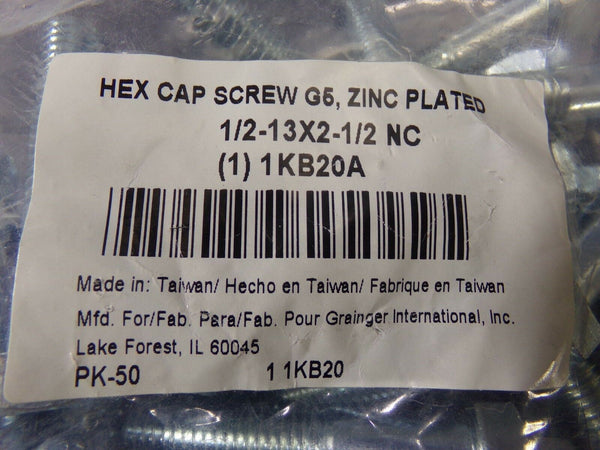 HEX CAP SCREW G5, ZINC PLATED
1/2-13X2-1/2 NC
(1) 1KB20A
Made in: Taiwan/ Hecho en Taiwan/ Fabrique en Taiwan
Mfd. For/Fab. Para/Fab. Pour Grainger International, Inc.
Lake Forest, IL 60045
PK-50 1 1KB20